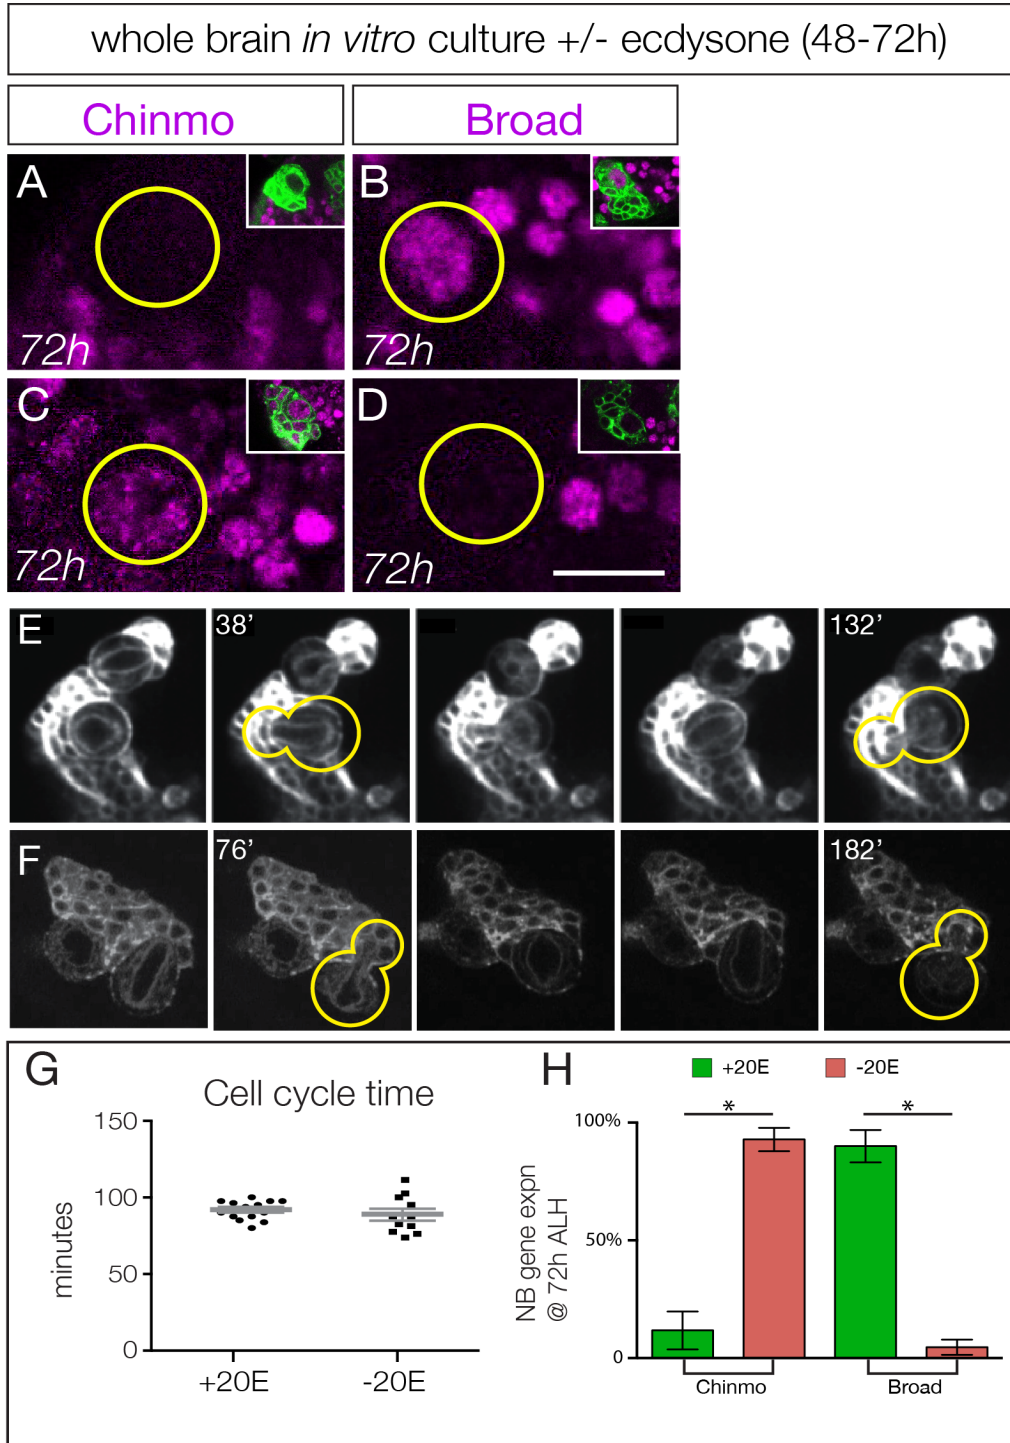 whole brain in vitro culture +/- ecdysone (48-72h)
Chinmo
Broad
A
72h
B
72h
C
72h
D
72h
E
38’
132’
F
76’
182’
G
Cell cycle time
minutes
150
100
50
0
+20E
-20E
H
+20E
-20E
*
*
NB gene expn
@ 72h ALH
100%
50%
0
Chinmo
Broad